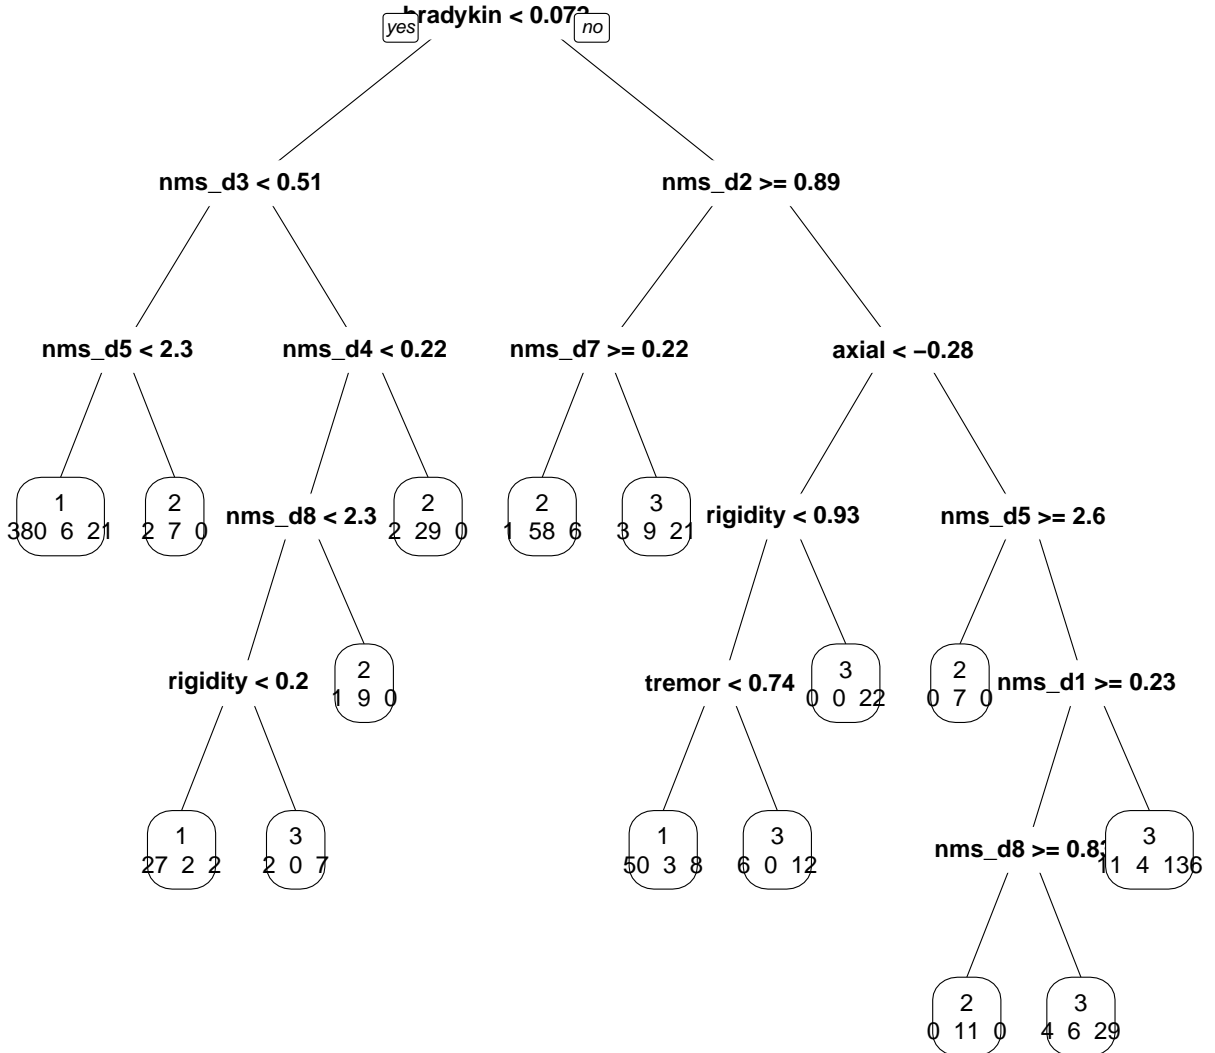 bradykin < 0.072
yes
no
nms_d3 < 0.51
nms_d2 >= 0.89
nms_d5 < 2.3
nms_d4 < 0.22
nms_d7 >= 0.22
axial < −0.28
1
380 6 21
2
2 7 0
nms_d8 < 2.3
2
2 29 0
2
1 58 6
3
3 9 21
rigidity < 0.93
nms_d5 >= 2.6
rigidity < 0.2
2
1 9 0
tremor < 0.74
3
0 0 22
2
0 7 0
nms_d1 >= 0.23
1
27 2 2
3
2 0 7
1
50 3 8
3
6 0 12
nms_d8 >= 0.83
3
11 4 136
2
0 11 0
3
4 6 29